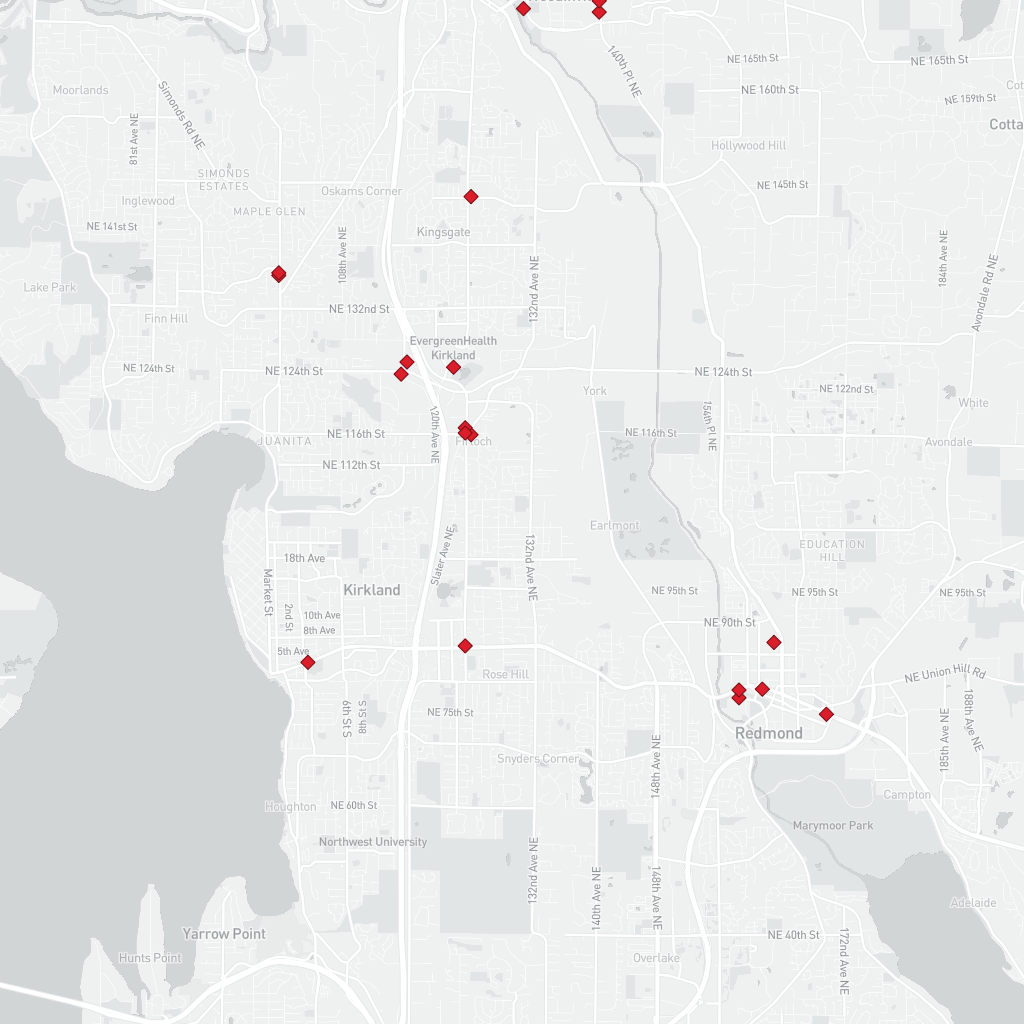 140th Pl NE
NE 165th St
NE 165th St
Moorlands
Simonds Rd NE
NE 160th St
NE 159th St
81st Ave NE
Hollywood Hill
SIMONDS
ESTATES
Oskams Corner
NE 145th St
Inglewood
MAPLE GLEN
NE 141st St
108th Ave NE
Kingsgate
184th Ave NE
Avondale Rd NE
132nd Ave NE
Lake Park
Finn Hill
NE 132nd St
EvergreenHealth
Kirkland
NE 124th St
NE 124th St
NE 124th St
York
NE 122nd St
White
120th Ave NE
154th Pl NE
JUANITA
NE 116th St
NE 116th St
Avondale
NE 112th St
Earlmont
EDUCATION
HILL
18th Ave
Slater Ave NE
132nd Ave NE
Market St
Kirkland
NE 95th St
NE 95th St
NE 95th St
2nd St
10th Ave
8th Ave
NE 90th St
5th Ave
Rose Hill
NE Union Hill Rd
6th St S
8th St S
NE 75th St
188th Ave NE
185th Ave NE
Redmond
Snyders Corner
148th Ave NE
Houghton
NE 60th St
Campton
Marymoor Park
Northwest University
132nd Ave NE
140th Ave NE
148th Ave NE
Adelaide
Yarrow Point
NE 40th St
172nd Ave NE
Hunts Point
Overlake